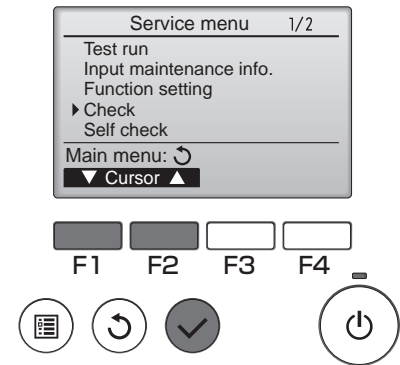 Service menu 1/2
Test run
Input maintenance info.
Function setting
Check
Self check
Main menu:
▼ Cursor ▲
F1 F2 F3 F4